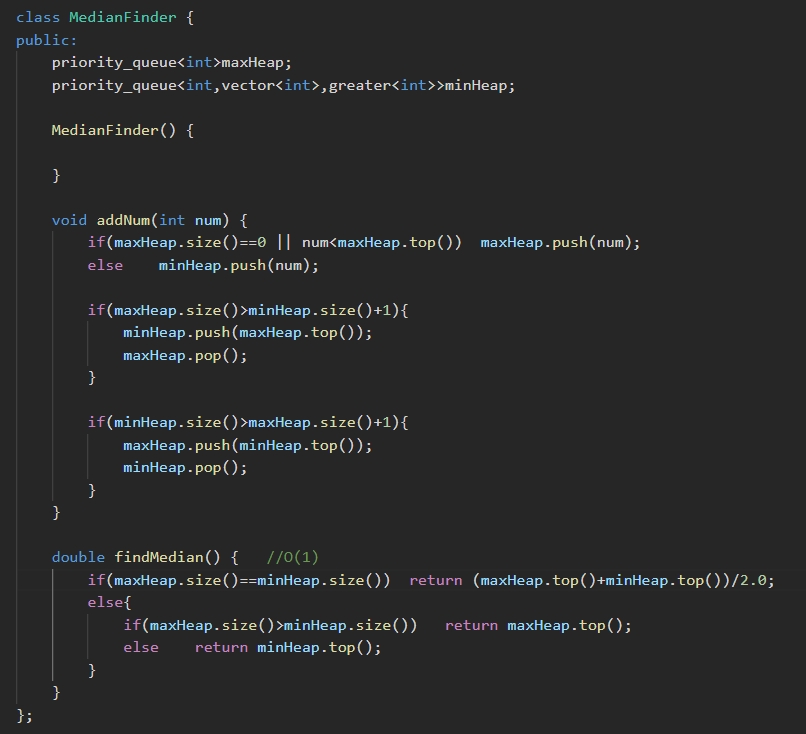 class MedianFinder {
public:
    priority_queue<int>maxHeap;
    priority_queue<int,vector<int>,greater<int>>minHeap;

    MedianFinder() {

    }

    void addNum(int num) {
        if(maxHeap.size()==0 || num<maxHeap.top())  maxHeap.push(num);
        else    minHeap.push(num);

        if(maxHeap.size()>minHeap.size()+1){
            minHeap.push(maxHeap.top());
            maxHeap.pop();
        }

        if(minHeap.size()>maxHeap.size()+1){
            maxHeap.push(minHeap.top());
            minHeap.pop();
        }
    }

    double findMedian() {   //O(1)
        if(maxHeap.size()==minHeap.size())  return (maxHeap.top()+minHeap.top())/2.0;
        else{
            if(maxHeap.size()>minHeap.size())   return maxHeap.top();
            else    return minHeap.top();
        }
    }
};